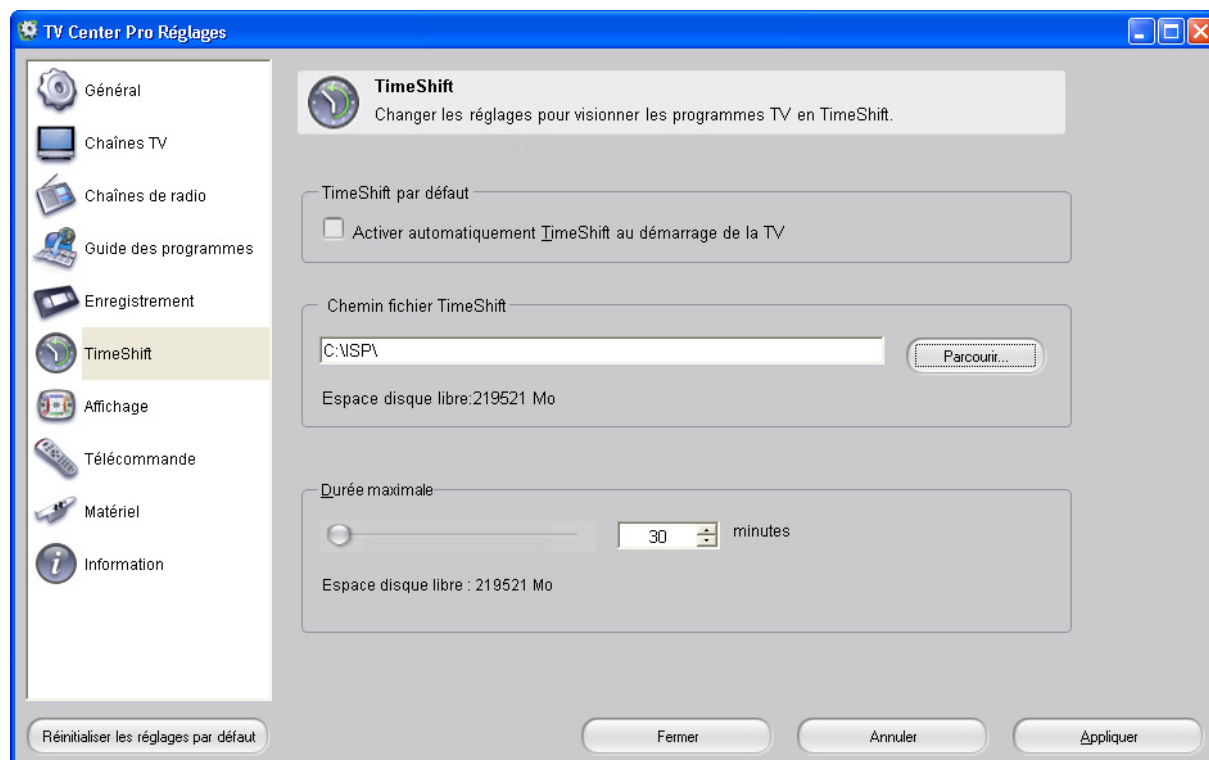 TV Center Pro Réglages
Général
Chaînes TV
Chaînes de radio
Guide des programmes
Enregistrement
TimeShift
Affichage
Télécommande
Matériel
Information
TimeShift
Changer les réglages pour visionner les programmes TV en TimeShift.
TimeShift par défaut
Activer automatiquement TimeShift au démarrage de la TV
Chemin fichier TimeShift
C:\ISP\
Parcourir...
Espace disque libre:219521 Mo
Durée maximale
30 minutes
Espace disque libre : 219521 Mo
Réinitialiser les réglages par défaut
Fermer
Annuler
Appliquer